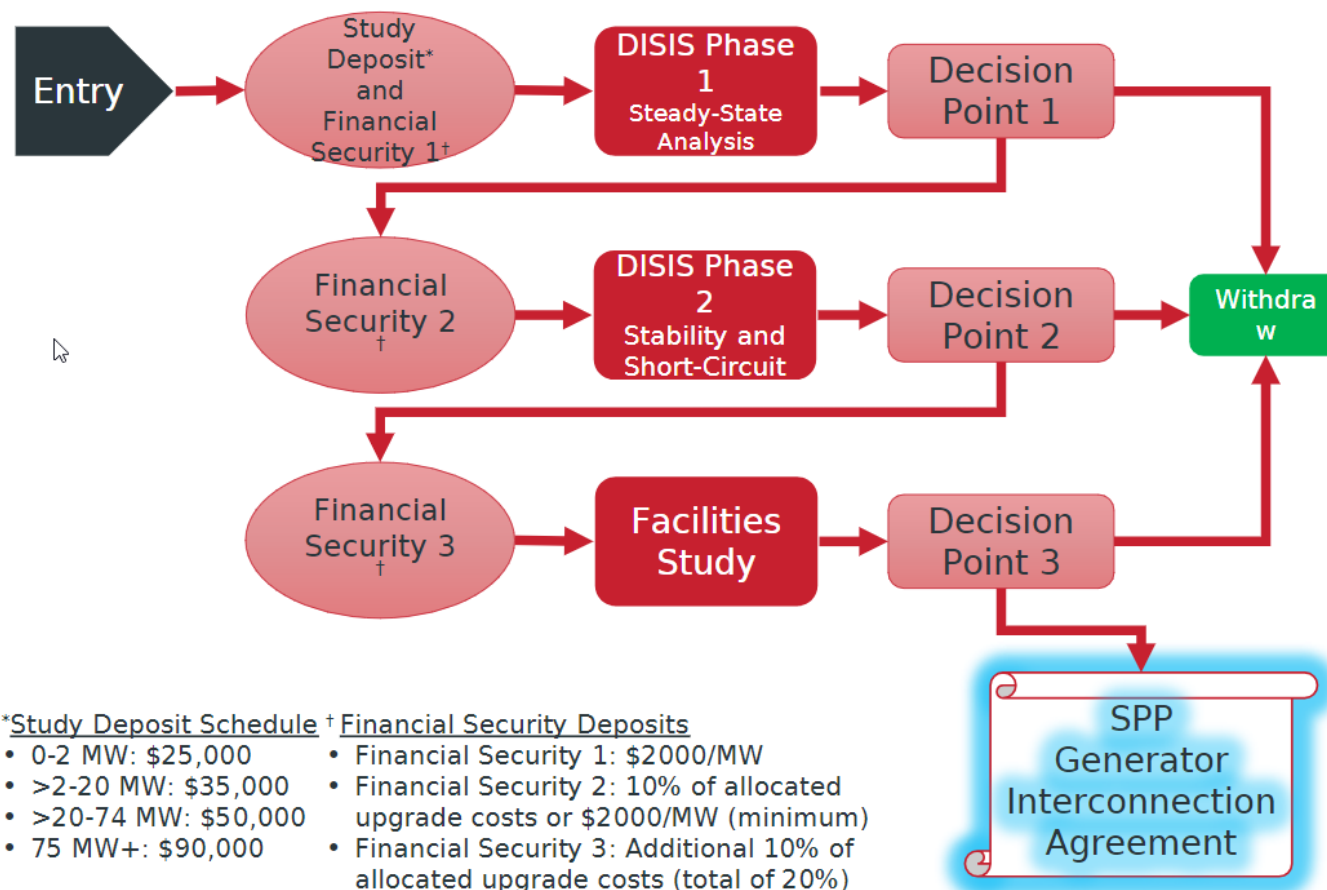 Entry
Study
Deposit*
and
Financial
Security 1†
DISIS Phase
1
Steady-State
Analysis
Decision
Point 1
Financial
Security 2
†
DISIS Phase
2
Stability and
Short-Circuit
Decision
Point 2
Withdra
w
Financial
Security 3
†
Facilities
Study
Decision
Point 3
SPP
Generator
Interconnection
Agreement
*Study Deposit Schedule
• 0-2 MW: $25,000
• >2-20 MW: $35,000
• >20-74 MW: $50,000
• 75 MW+: $90,000
† Financial Security Deposits
• Financial Security 1: $2000/MW
• Financial Security 2: 10% of allocated
upgrade costs or $2000/MW (minimum)
• Financial Security 3: Additional 10% of
allocated upgrade costs (total of 20%)